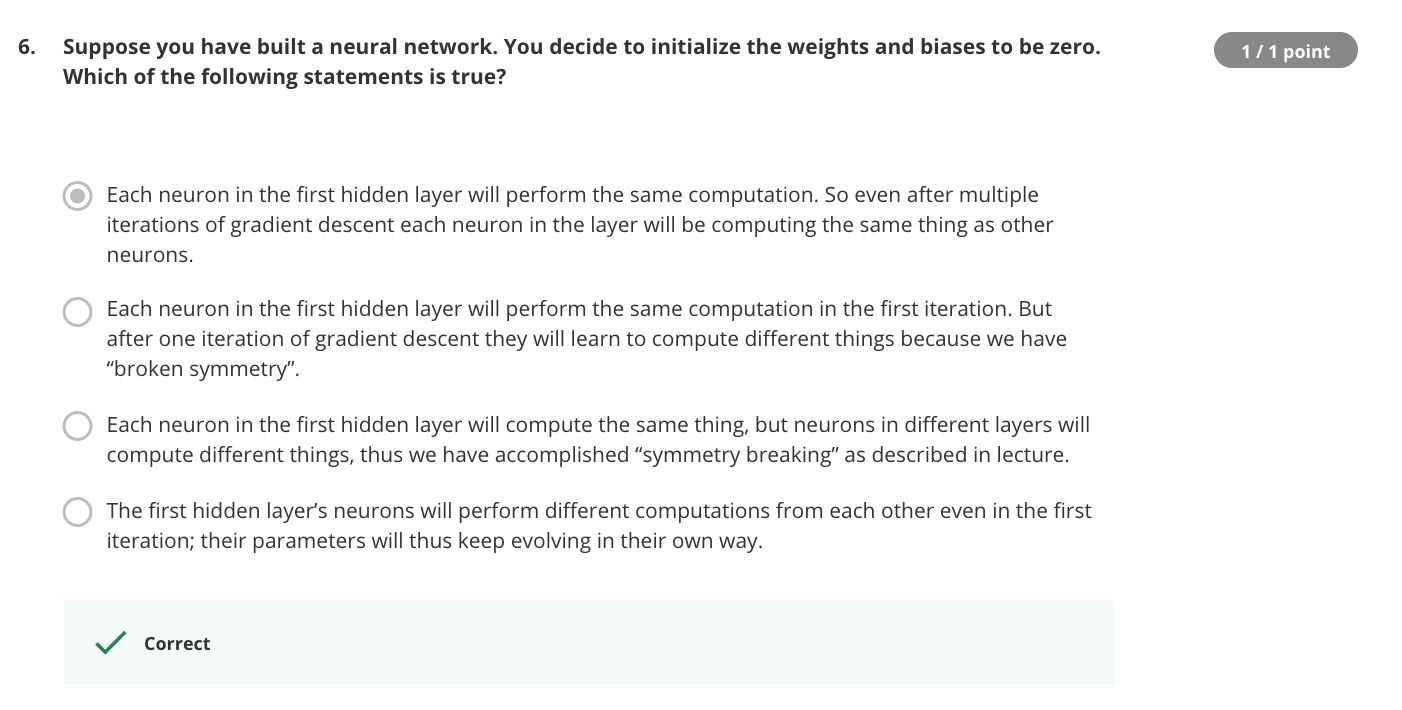 6. Suppose you have built a neural network. You decide to initialize the weights and biases to be zero.
1 / 1 point
Which of the following statements is true?
Each neuron in the first hidden layer will perform the same computation. So even after multiple
iterations of gradient descent each neuron in the layer will be computing the same thing as other
neurons.
Each neuron in the first hidden layer will perform the same computation in the first iteration. But
after one iteration of gradient descent they will learn to compute different things because we have
“broken symmetry”.
Each neuron in the first hidden layer will compute the same thing, but neurons in different layers will
compute different things, thus we have accomplished “symmetry breaking” as described in lecture.
The first hidden layer’s neurons will perform different computations from each other even in the first
iteration; their parameters will thus keep evolving in their own way.
Correct